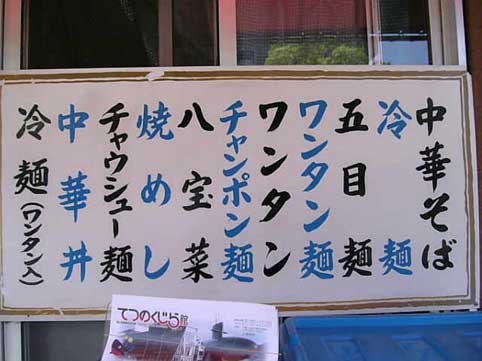 中華そば
冷麺
五目麺
ワンタン麺
ワンタン
チャンポン麺
八宝菜
焼めし
チャウシュー麺
中華丼
冷麺(ワンタン入)
てつのくじら館